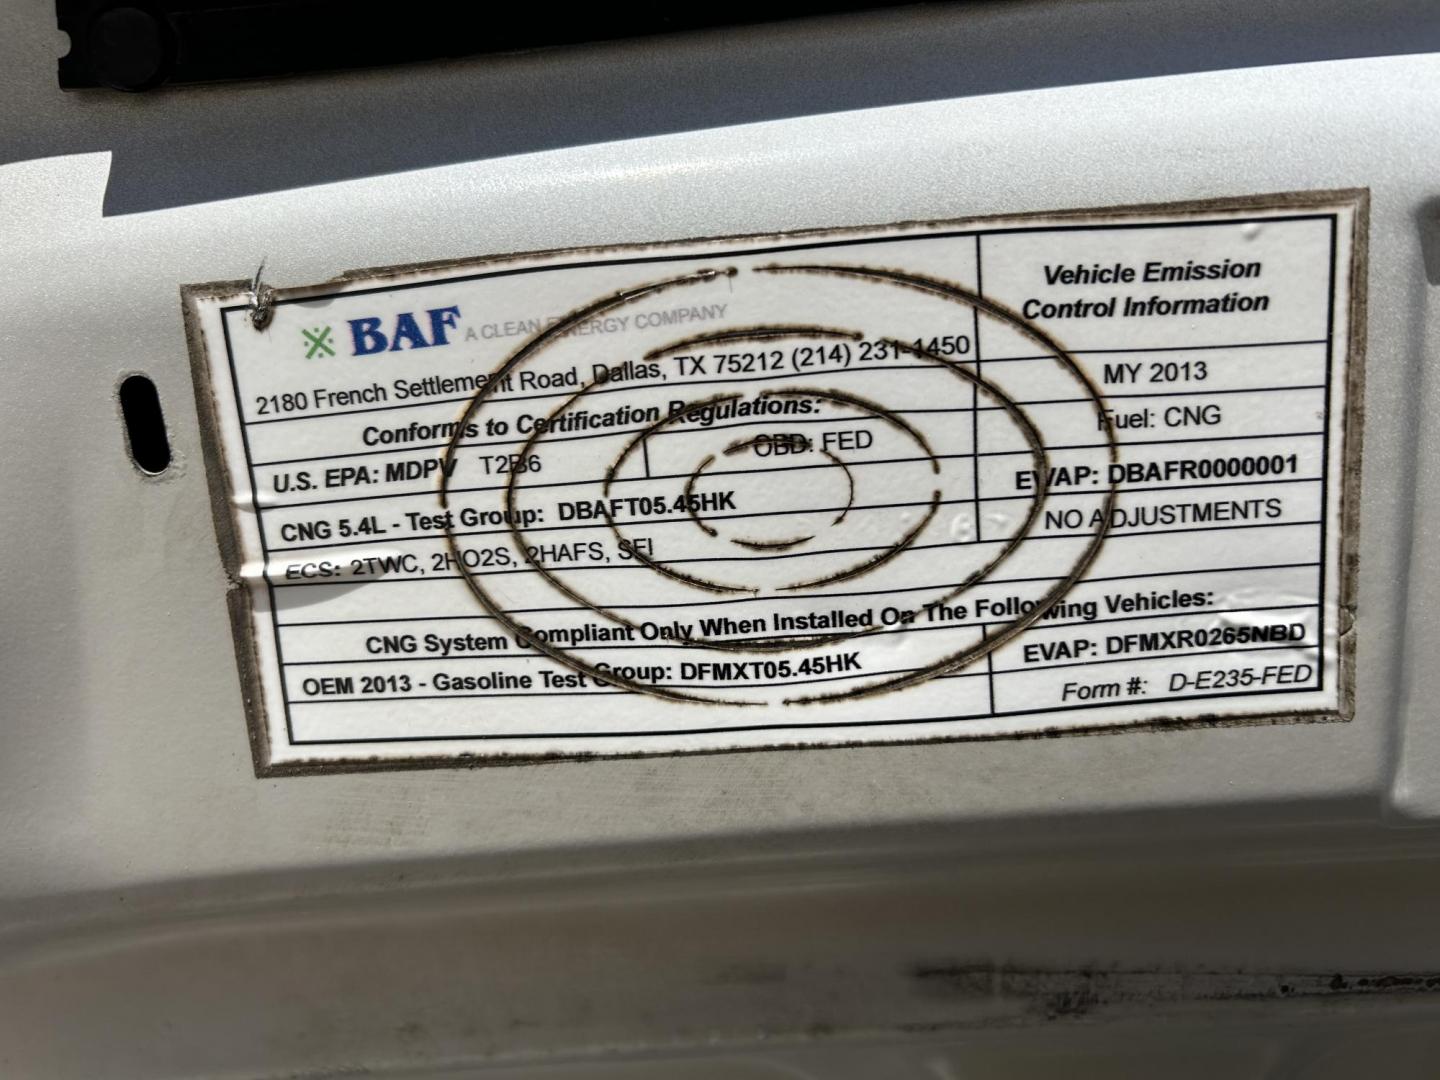 BAF A CLEAN ENERGY COMPANY
2180 French Settlement Road, Dallas, TX 75212 (214) 231-1450
Conforms to Certification Regulations:
U.S. EPA: MDPV T2B6 OBD: FED
CNG 5.4L - Test Group: DBAFT05.45HK
ECS: 2TWC, 2HO2S, 2HAFS, SFI
Vehicle Emission
Control Information
MY 2013
Fuel: CNG
EVAP: DBAFR0000001
NO ADJUSTMENTS
CNG System Compliant Only When Installed On The Following Vehicles:
OEM 2013 - Gasoline Test Group: DFMXT05.45HK
EVAP: DFMXR0265NBD
Form #: D-E235-FED